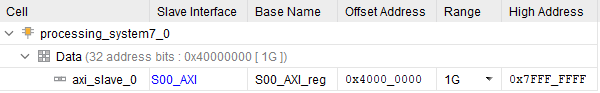 Cell Slave Interface Base Name Offset Address Range High Address
processing_system7_0
Data (32 address bits : 0x40000000 [ 1G ])
axi_slave_0 S00_AXI S00_AXI_reg 0x4000_0000 1G 0x7FFF_FFFF